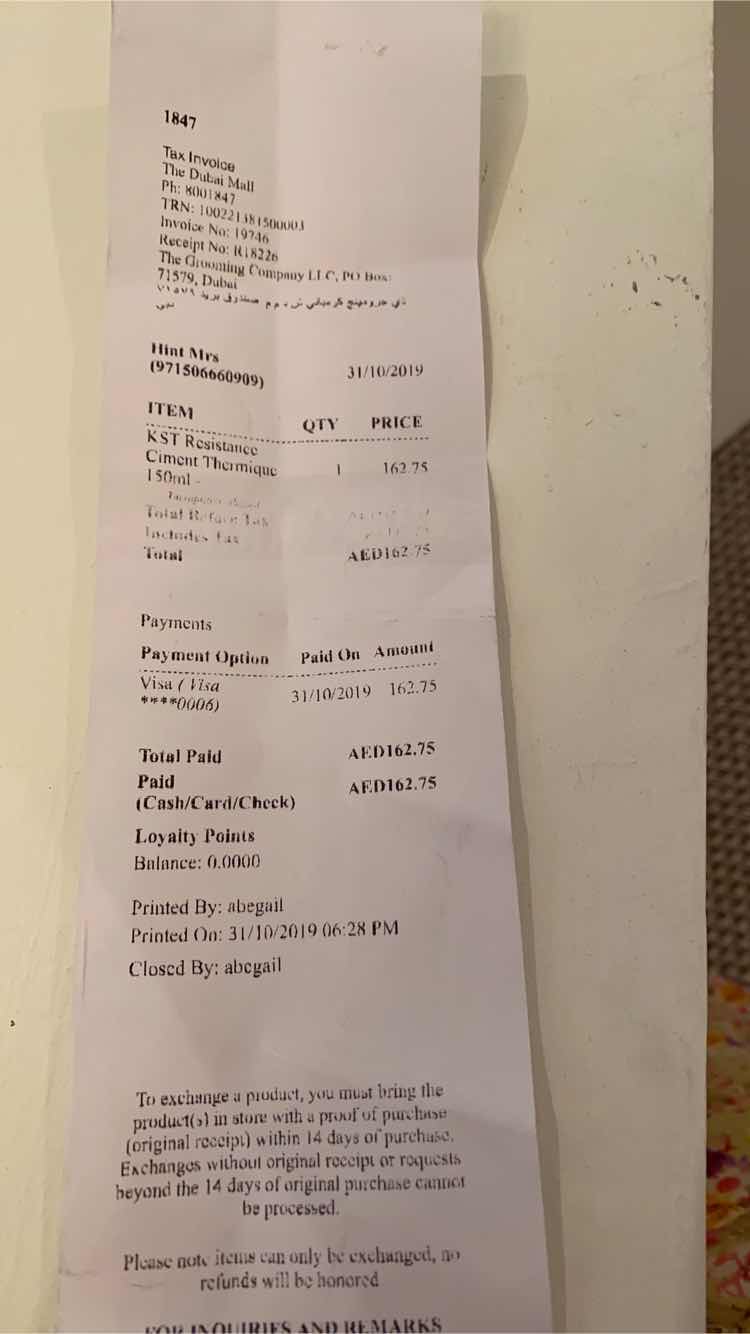 1847
Tax Invoice
The Dubai Mall
Ph: 8001847
TRN: 100221381500003
Invoice No: 19746
Receipt No: R18226
The Grooming Company LLC, PO Box:
71579, Dubai
ذي جرومينج كومباني ش ذ م م صندوق بريد ٧١٥٧٩
دبي
Hint Mrs
(971506660909) 31/10/2019
ITEM QTY PRICE
KST Resistance
Ciment Thermique 1 162.75
150ml -
Total Before Tax
Includes Tax
Total AED162.75
Payments
Payment Option Paid On Amount
Visa ( Visa 31/10/2019 162.75
****0006)
Total Paid AED162.75
Paid AED162.75
(Cash/Card/Check)
Loyalty Points
Balance: 0.0000
Printed By: abegail
Printed On: 31/10/2019 06:28 PM
Closed By: abegail
To exchange a product, you must bring the
product(s) in store with a proof of purchase
(original receipt) within 14 days of purchase.
Exchanges without original receipt or requests
beyond the 14 days of original purchase cannot
be processed.
Please note items can only be exchanged, no
refunds will be honored
FOR INQUIRIES AND REMARKS